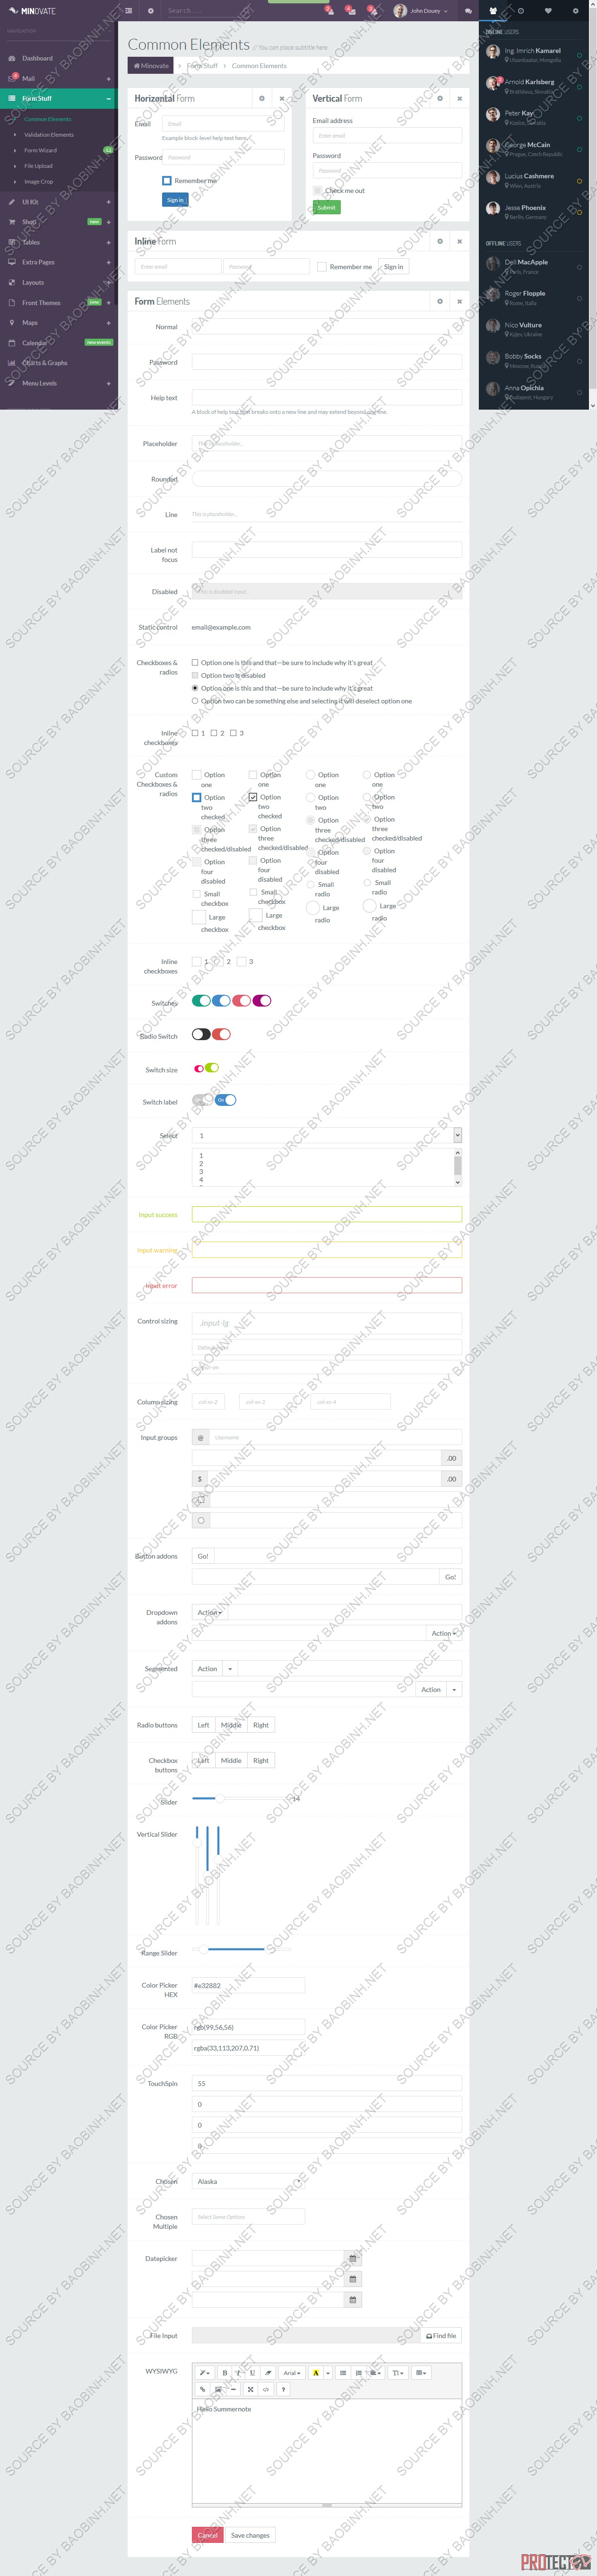 MINOVATE
Search .....
John Douey
NAVIGATION
Dashboard
Mail
Form Stuff
Common Elements
Validation Elements
Form Wizard
File Upload
Image Crop
UI Kit
Shop
new
Tables
Extra Pages
Layouts
Front Themes
new
Maps
Calendar
new events
Charts & Graphs
Menu Levels
Common Elements // You can place subtitle here
Minovate
Form Stuff
Common Elements
Horizontal Form
Email
Email
Example block-level help text here.
Password
Password
Remember me
Sign in
Vertical Form
Email address
Enter email
Password
Password
Check me out
Submit
Inline Form
Enter email
Password
Remember me
Sign in
Form Elements
Normal
Password
Help text
A block of help text that breaks onto a new line and may extend beyond one line.
Placeholder
This is placeholder...
Rounded
Line
This is placeholder...
Label not
focus
Disabled
This is disabled input...
Static control
email@example.com
Checkboxes &
radios
Option one is this and that—be sure to include why it's great
Option two is disabled
Option one is this and that—be sure to include why it's great
Option two can be something else and selecting it will deselect option one
Inline
checkboxes
1
2
3
Custom
Checkboxes &
radios
Option
one
Option
two
checked
Option
three
checked/disabled
Option
four
disabled
Small
checkbox
Large
checkbox
Option
one
Option
two
checked
Option
three
checked/disabled
Option
four
disabled
Small
checkbox
Large
checkbox
Option
one
Option
two
Option
three
checked/disabled
Option
four
disabled
Small
radio
Large
radio
Option
one
Option
two
Option
three
checked/disabled
Option
four
disabled
Small
radio
Large
radio
Inline
checkboxes
1
2
3
Switches
Radio Switch
Switch size
Switch label
On
Select
1
1
2
3
4
Input success
Input warning
Input error
Control sizing
.input-lg
Default input
Column sizing
.col-xs-2
.col-xs-3
.col-xs-4
Input groups
@
Username
.00
$
.00
Button addons
Go!
Go!
Dropdown
addons
Action
Action
Segmented
Action
Action
Radio buttons
Left
Middle
Right
Checkbox
buttons
Left
Middle
Right
Slider
14
Vertical Slider
Range Slider
Color Picker
HEX
#e32882
Color Picker
RGB
rgb(99,56,56)
rgba(33,113,207,0.71)
TouchSpin
55
0
0
0
Chosen
Alaska
Chosen
Multiple
Select Some Options
Datepicker
File Input
Find file
WYSIWYG
B
I
U
Arial
A
Hello Summernote
Cancel
Save changes
ONLINE USERS
Ing. Imrich Kamarel
Ulaanbaatar, Mongolia
Arnold Karlsberg
Bratislava, Slovakia
Peter Kay
Kosice, Slovakia
George McCain
Prague, Czech Republic
Lucius Cashmere
Wien, Austria
Jesse Phoenix
Berlin, Germany
OFFLINE USERS
Dell MacApple
Paris, France
Roger Flopple
Rome, Italia
Nico Vulture
Kyjev, Ukraine
Bobby Socks
Moscow, Russia
Anna Opichia
Budapest, Hungary
SOURCE BY BAOBINH.NET
PROTECT